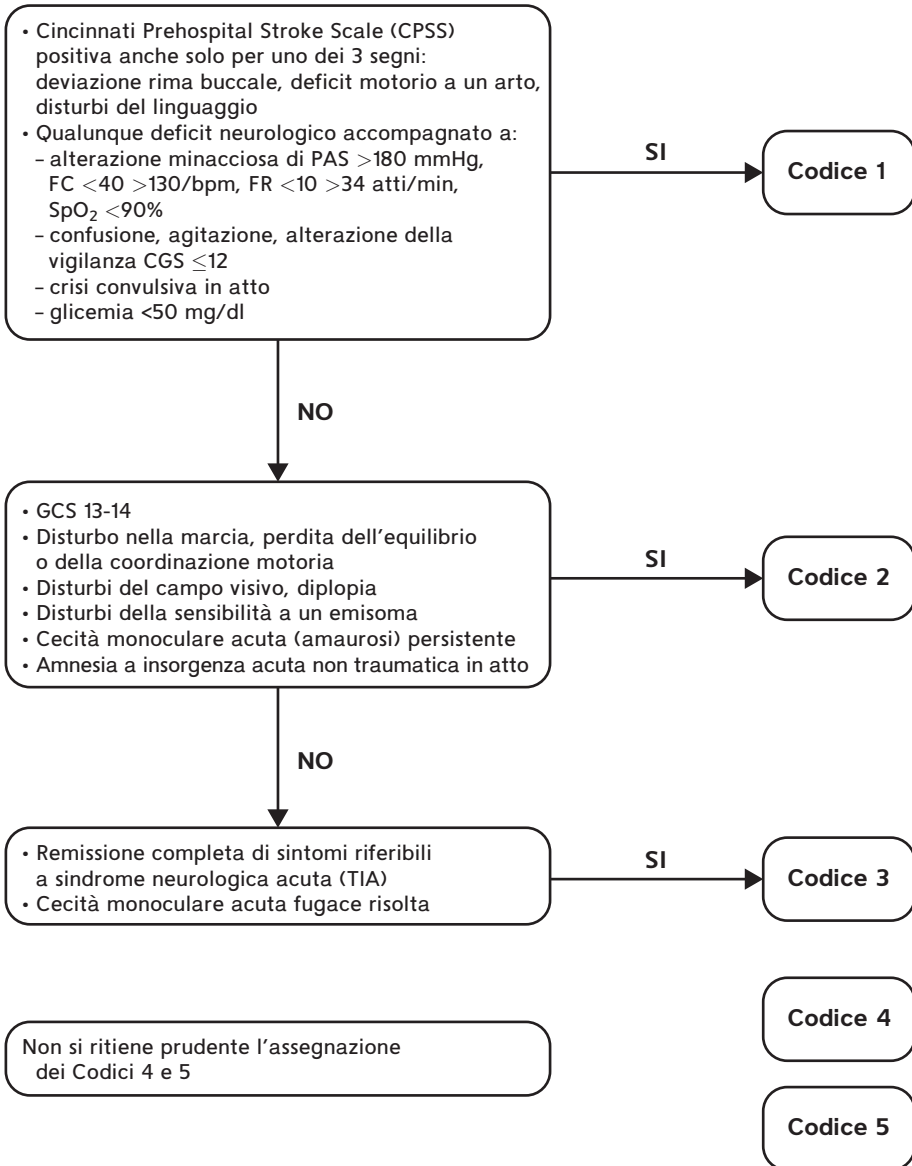 • Cincinnati Prehospital Stroke Scale (CPSS)
positiva anche solo per uno dei 3 segni:
deviazione rima buccale, deficit motorio a un arto,
disturbi del linguaggio
• Qualunque deficit neurologico accompagnato a:
– alterazione minacciosa di PAS >180 mmHg,
FC <40 >130/bpm, FR <10 >34 atti/min,
SpO₂ <90%
– confusione, agitazione, alterazione della
vigilanza CGS ≤12
– crisi convulsiva in atto
– glicemia <50 mg/dl
SI
Codice 1
NO
• GCS 13-14
• Disturbo nella marcia, perdita dell’equilibrio
o della coordinazione motoria
• Disturbi del campo visivo, diplopia
• Disturbi della sensibilità a un emisoma
• Cecità monoculare acuta (amaurosi) persistente
• Amnesia a insorgenza acuta non traumatica in atto
SI
Codice 2
NO
• Remissione completa di sintomi riferibili
a sindrome neurologica acuta (TIA)
• Cecità monoculare acuta fugace risolta
SI
Codice 3
Codice 4
Non si ritiene prudente l’assegnazione
dei Codici 4 e 5
Codice 5